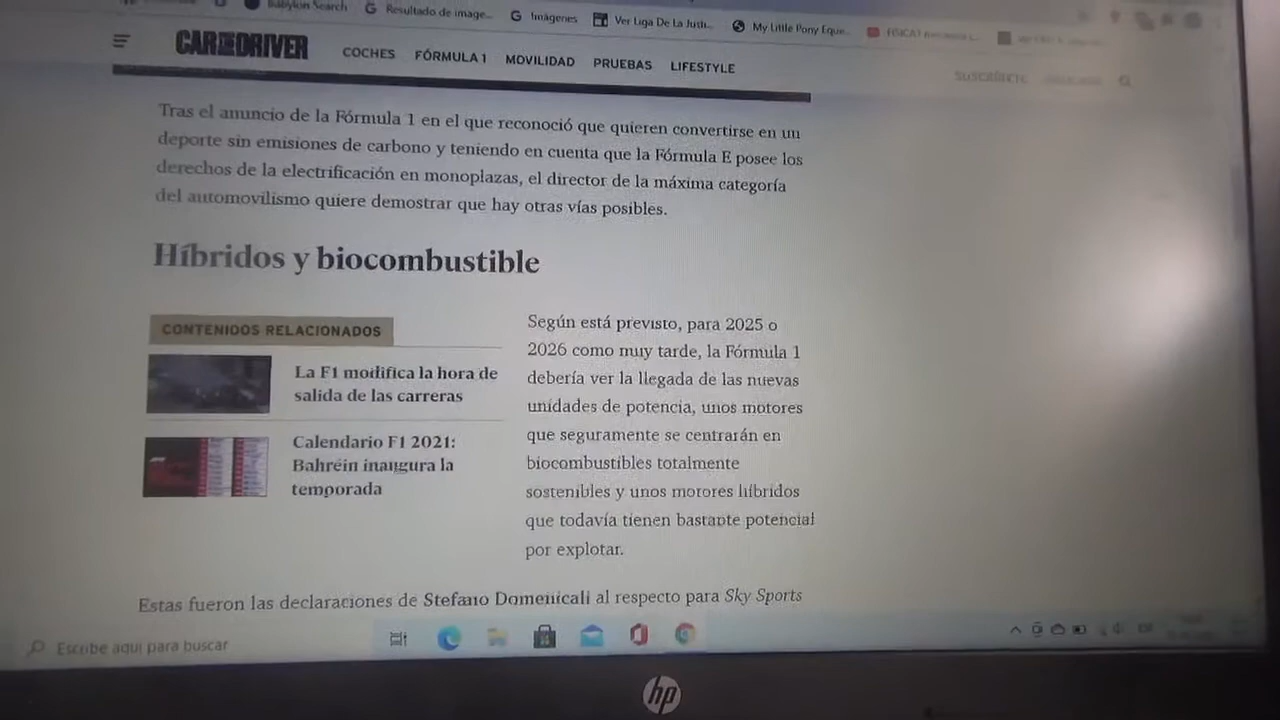 Babylon Search
Resultado de image...
Imágenes
Ver Liga De La Justi...
My Little Pony Eque...
CAR AND DRIVER
COCHES
FÓRMULA 1
MOVILIDAD
PRUEBAS
LIFESTYLE
SUSCRÍBETE
Tras el anuncio de la Fórmula 1 en el que reconoció que quieren convertirse en un
deporte sin emisiones de carbono y teniendo en cuenta que la Fórmula E posee los
derechos de la electrificación en monoplazas, el director de la máxima categoría
del automovilismo quiere demostrar que hay otras vías posibles.
Híbridos y biocombustible
CONTENIDOS RELACIONADOS
La F1 modifica la hora de
salida de las carreras
Calendario F1 2021:
Bahréin inaugura la
temporada
Según está previsto, para 2025 o
2026 como muy tarde, la Fórmula 1
debería ver la llegada de las nuevas
unidades de potencia, unos motores
que seguramente se centrarán en
biocombustibles totalmente
sostenibles y unos motores híbridos
que todavía tienen bastante potencial
por explotar.
Estas fueron las declaraciones de Stefano Domenicali al respecto para Sky Sports
Escribe aquí para buscar
hp